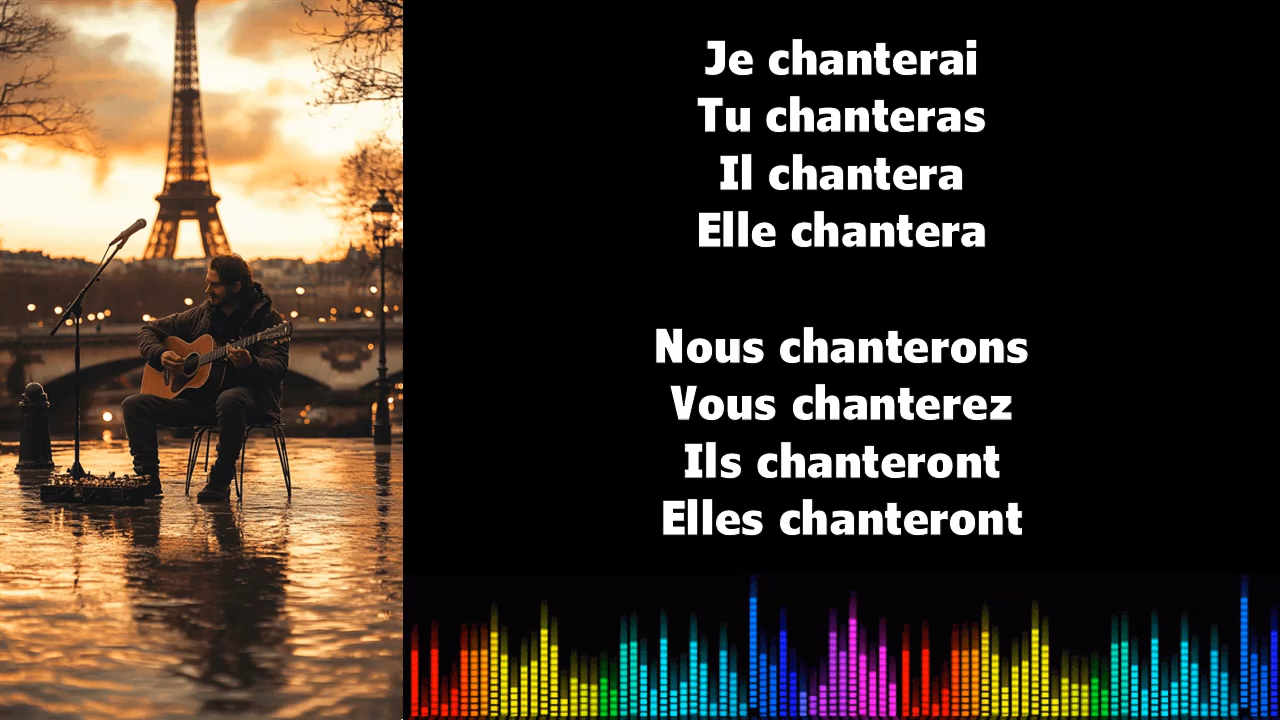 Je chanterai
Tu chanteras
Il chantera
Elle chantera
Nous chanterons
Vous chanterez
Ils chanteront
Elles chanteront